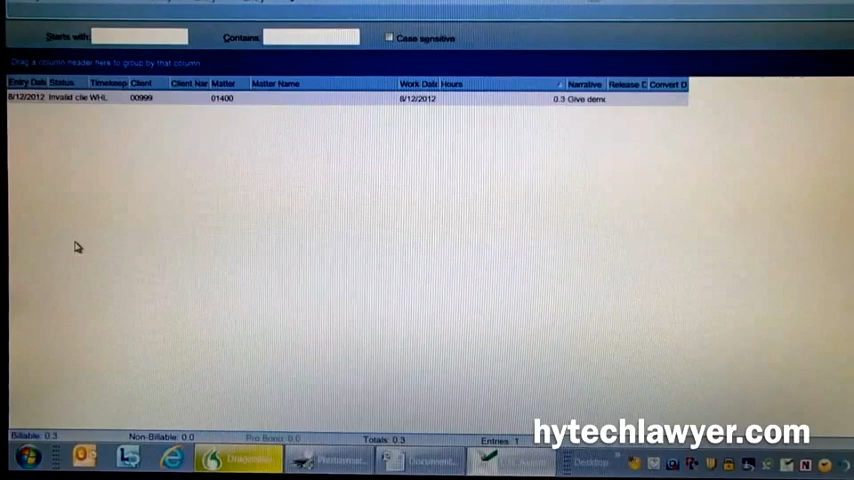 Starts with: Contains: Case sensitive
Drag a column header here to group by that column
Entry Dat Status Timekeep Client Client Nar Matter Matter Name Work Date Hours Narrative Release D Convert D
8/12/2012 Invalid clie WHL 00999 01400 8/12/2012 0.3 Give demo
Billable: 0.3 Non-Billable: 0.0 Pro Bono: 0.0 Totals: 0.3 Entries: 1
hytechlawyer.com
Document... Desktop